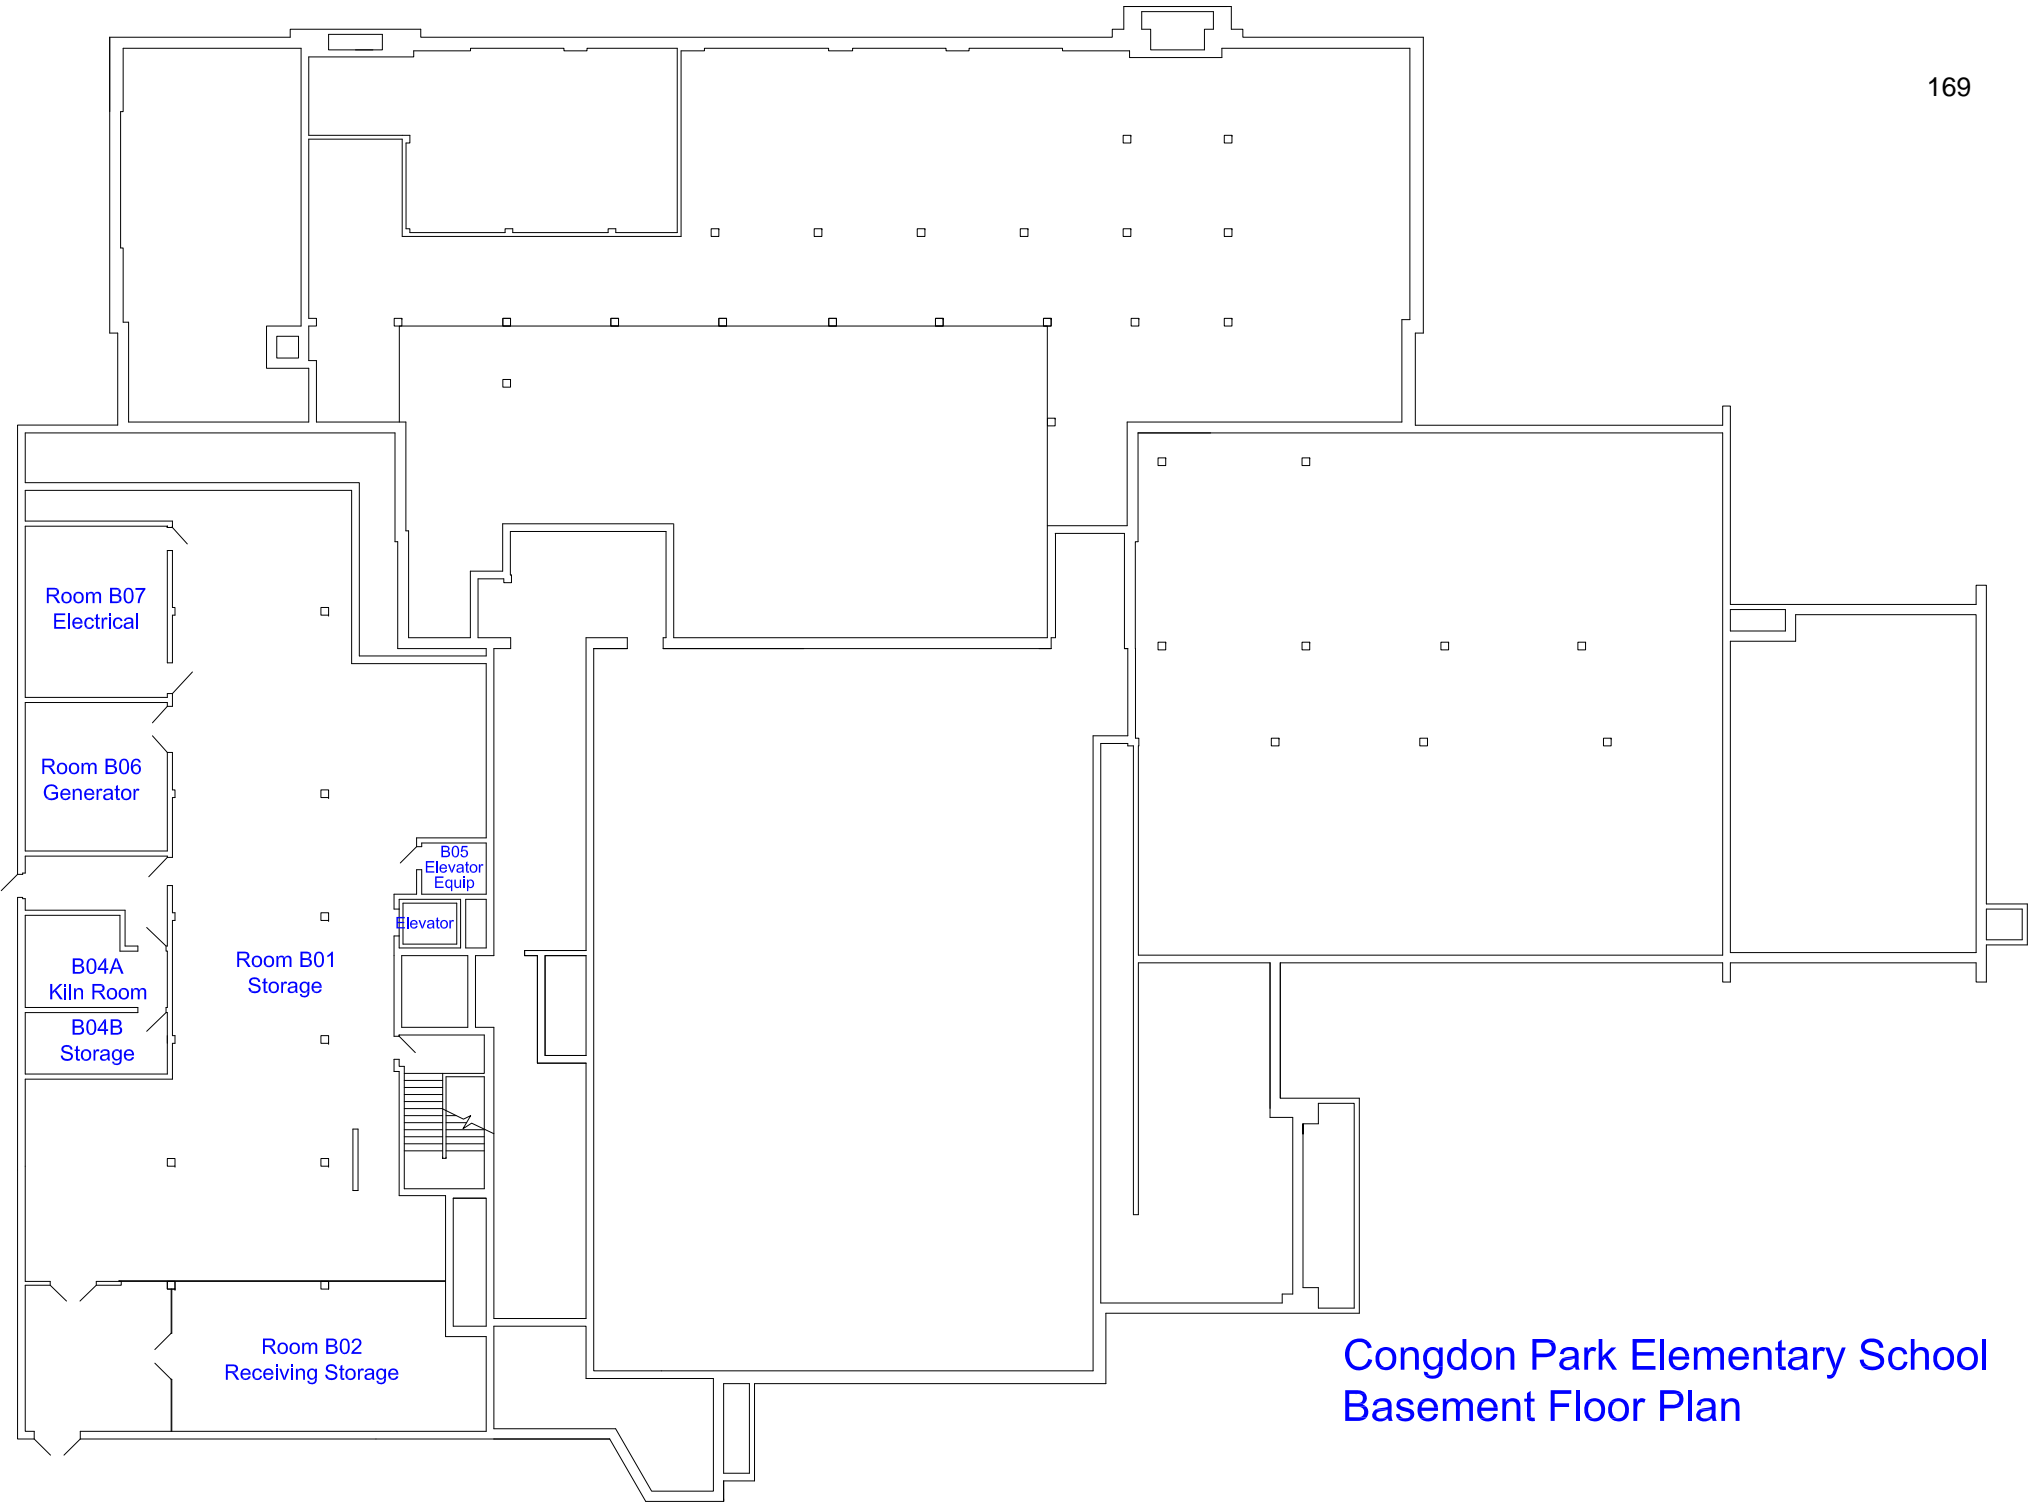 169
Room B07
Electrical
Room B06
Generator
B05
Elevator
Equip
Elevator
Room B01
Storage
B04A
Kiln Room
B04B
Storage
Room B02
Receiving Storage
Congdon Park Elementary School
Basement Floor Plan